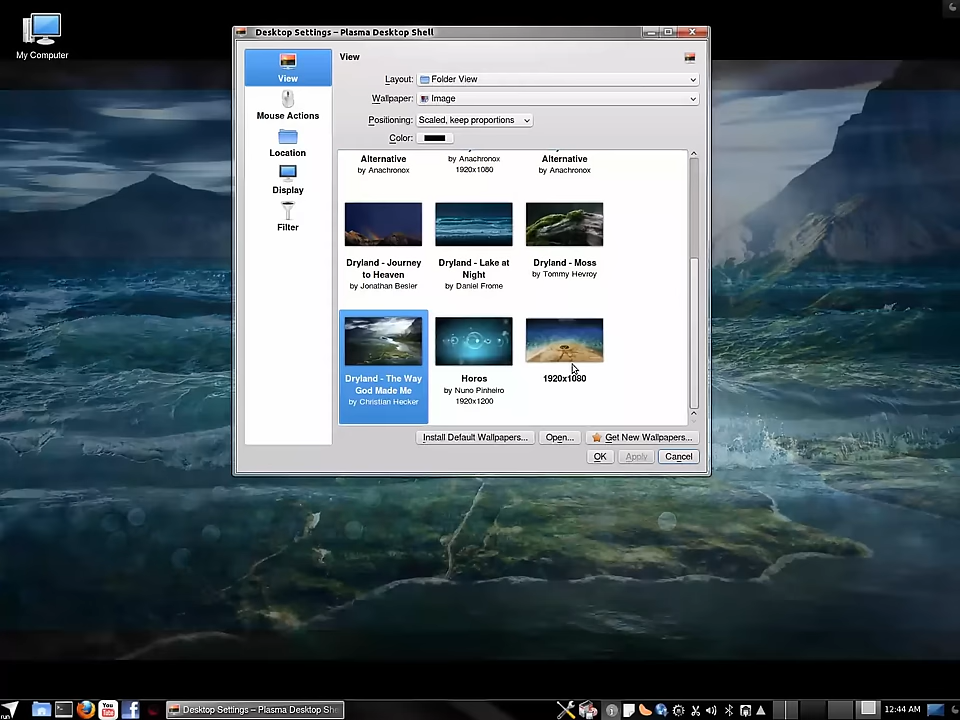 My Computer
Desktop Settings – Plasma Desktop Shell
View
Mouse Actions
Location
Display
Filter
View
Layout: Folder View
Wallpaper: Image
Positioning: Scaled, keep proportions
Color:
Alternative
by Anachronox
by Anachronox
1920x1080
Alternative
by Anachronox
Dryland - Journey
to Heaven
by Jonathan Besler
Dryland - Lake at
Night
by Daniel Frome
Dryland - Moss
by Tommy Hevroy
Dryland - The Way
God Made Me
by Christian Hecker
Horos
by Nuno Pinheiro
1920x1200
1920x1080
Install Default Wallpapers...
Open...
Get New Wallpapers...
OK
Apply
Cancel
run
You
Tube
f
Desktop Settings – Plasma Desktop She
12:44 AM